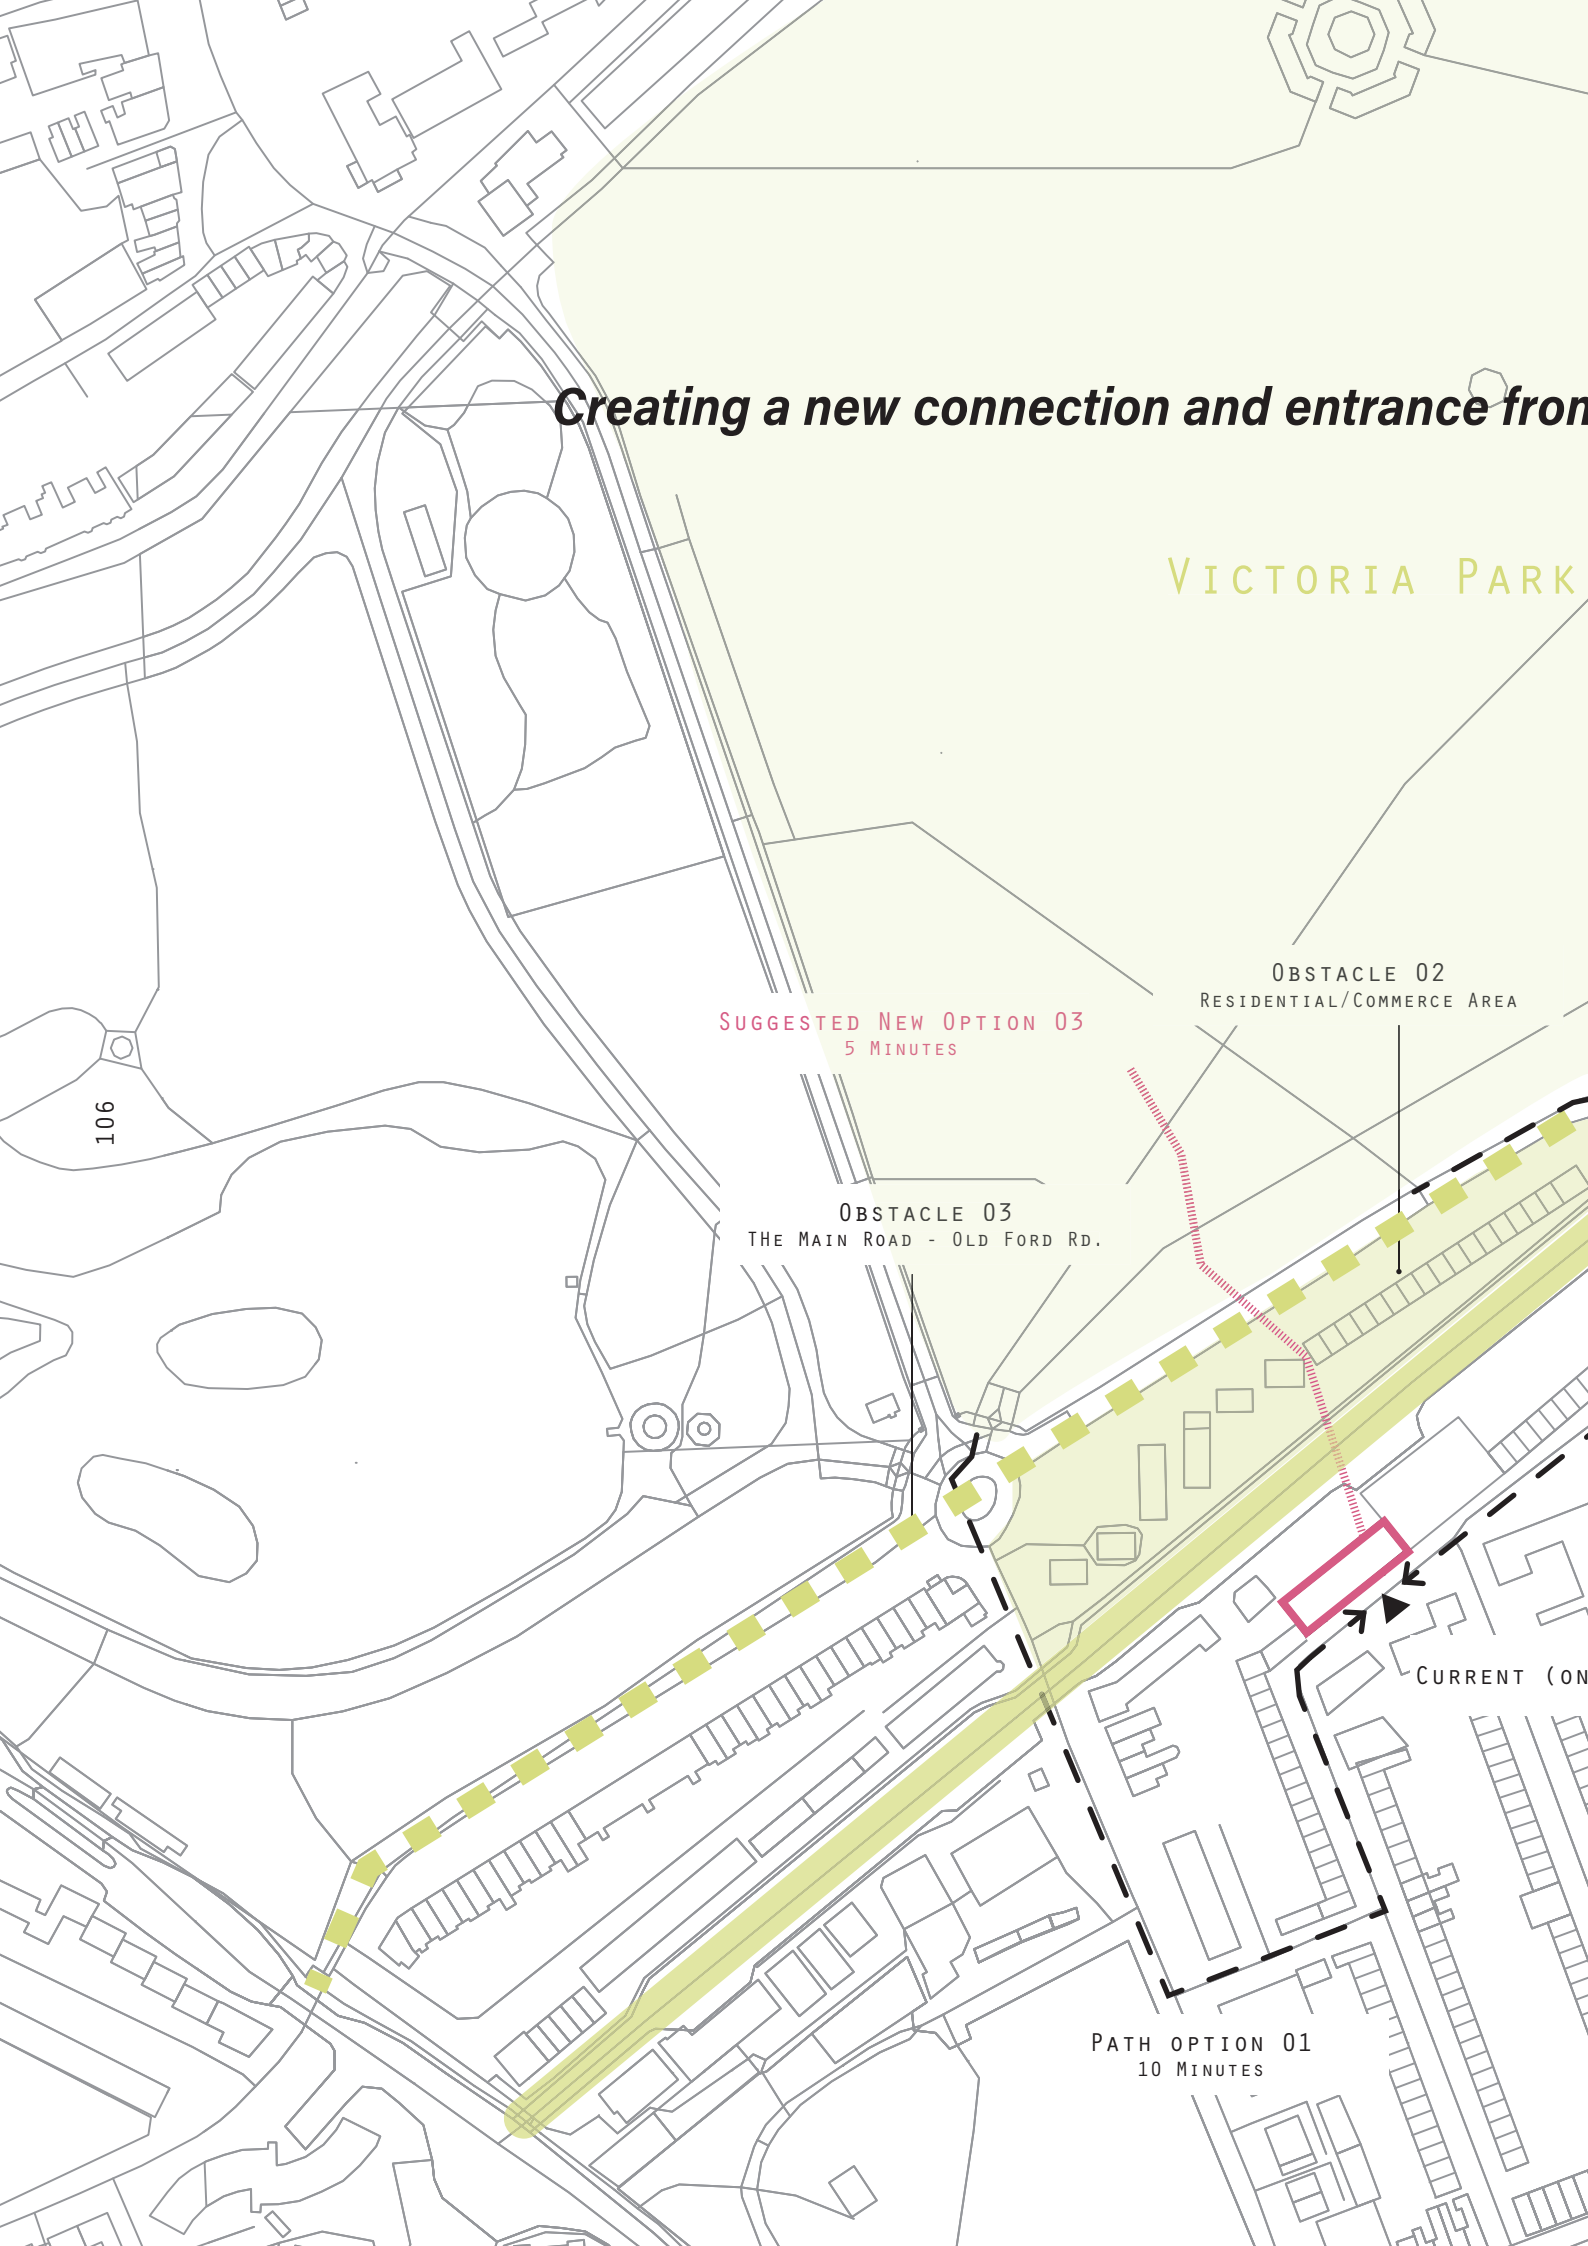 Creating a new connection and entrance from
Victoria Park
Obstacle 02
Residential/Commerce Area
Suggested New Option 03
5 Minutes
106
Obstacle 03
THe Main Road - Old Ford Rd.
Current (on
Path option 01
10 Minutes